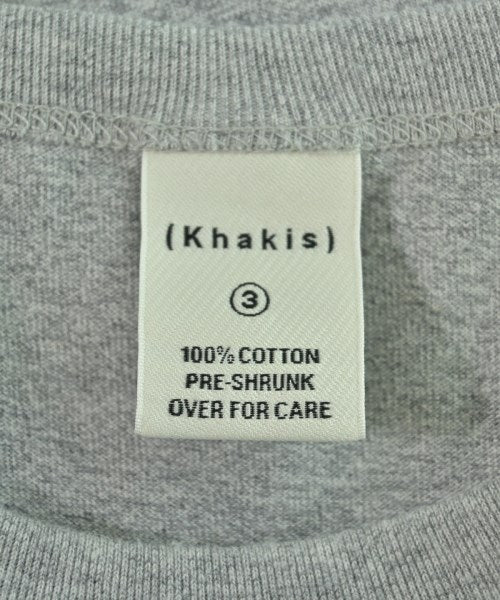 (Khakis)
③
100% COTTON
PRE-SHRUNK
OVER FOR CARE